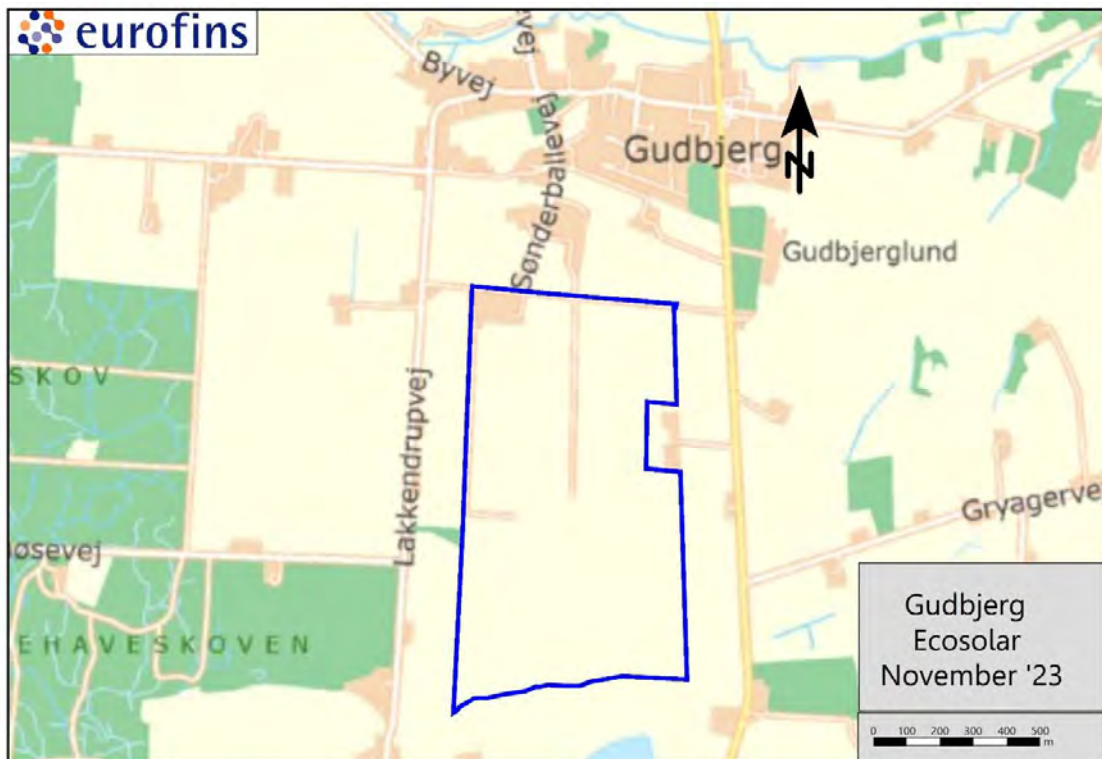 eurofins
Byvej
Sønderballevej
Gudbjerg
N
Gudbjerglund
SKOV
Lakkendrupvej
Gryagerve
øsevej
EHAVESKOVEN
Gudbjerg
Ecosolar
November '23
0 100 200 300 400 500
m